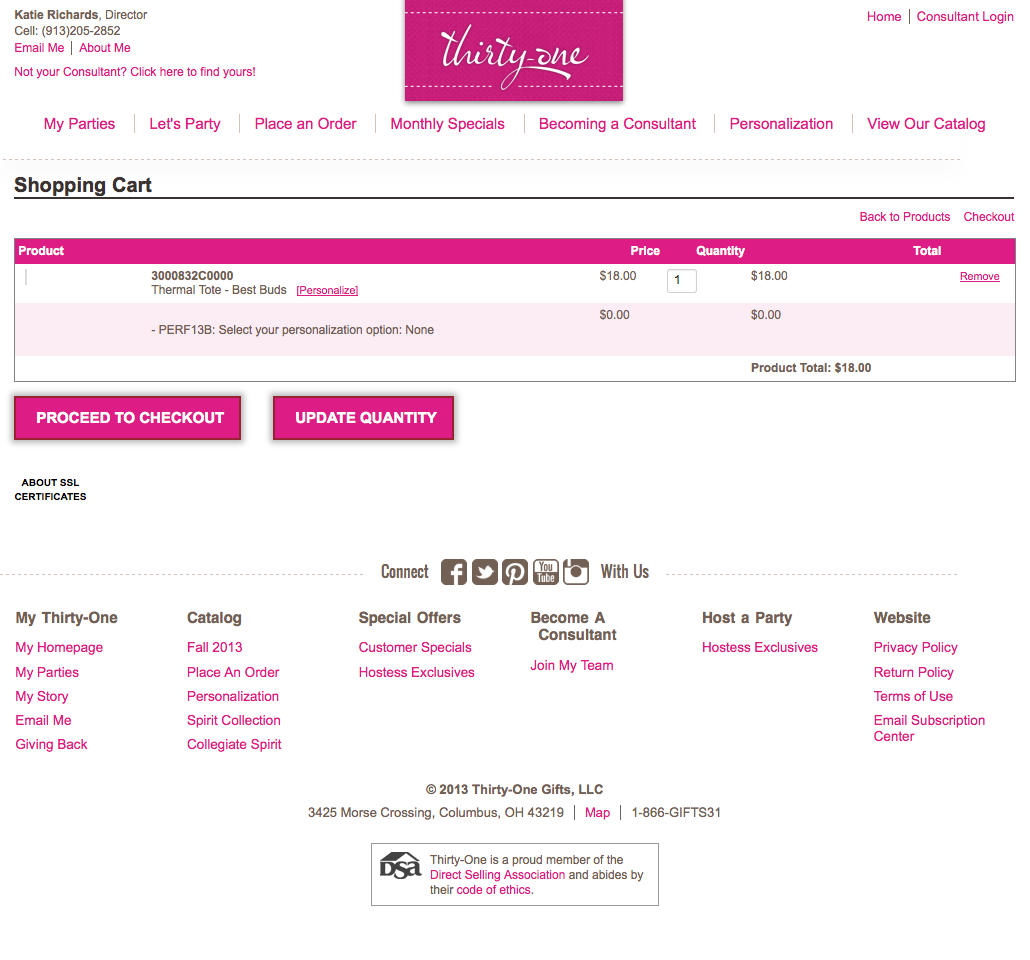 Katie Richards, Director
Cell: (913)205-2852
Email Me | About Me
Not your Consultant? Click here to find yours!
thirty-one
Home | Consultant Login
My Parties | Let's Party | Place an Order | Monthly Specials | Becoming a Consultant | Personalization | View Our Catalog
Shopping Cart
Back to Products Checkout
Product Price Quantity Total
3000832C0000 $18.00 1 $18.00 Remove
Thermal Tote - Best Buds [Personalize]
$0.00 $0.00
- PERF13B: Select your personalization option: None
Product Total: $18.00
PROCEED TO CHECKOUT UPDATE QUANTITY
ABOUT SSL
CERTIFICATES
Connect You Tube With Us
My Thirty-One
My Homepage
My Parties
My Story
Email Me
Giving Back
Catalog
Fall 2013
Place An Order
Personalization
Spirit Collection
Collegiate Spirit
Special Offers
Customer Specials
Hostess Exclusives
Become A
Consultant
Join My Team
Host a Party
Hostess Exclusives
Website
Privacy Policy
Return Policy
Terms of Use
Email Subscription
Center
© 2013 Thirty-One Gifts, LLC
3425 Morse Crossing, Columbus, OH 43219 | Map | 1-866-GIFTS31
DSA
Thirty-One is a proud member of the
Direct Selling Association and abides by
their code of ethics.